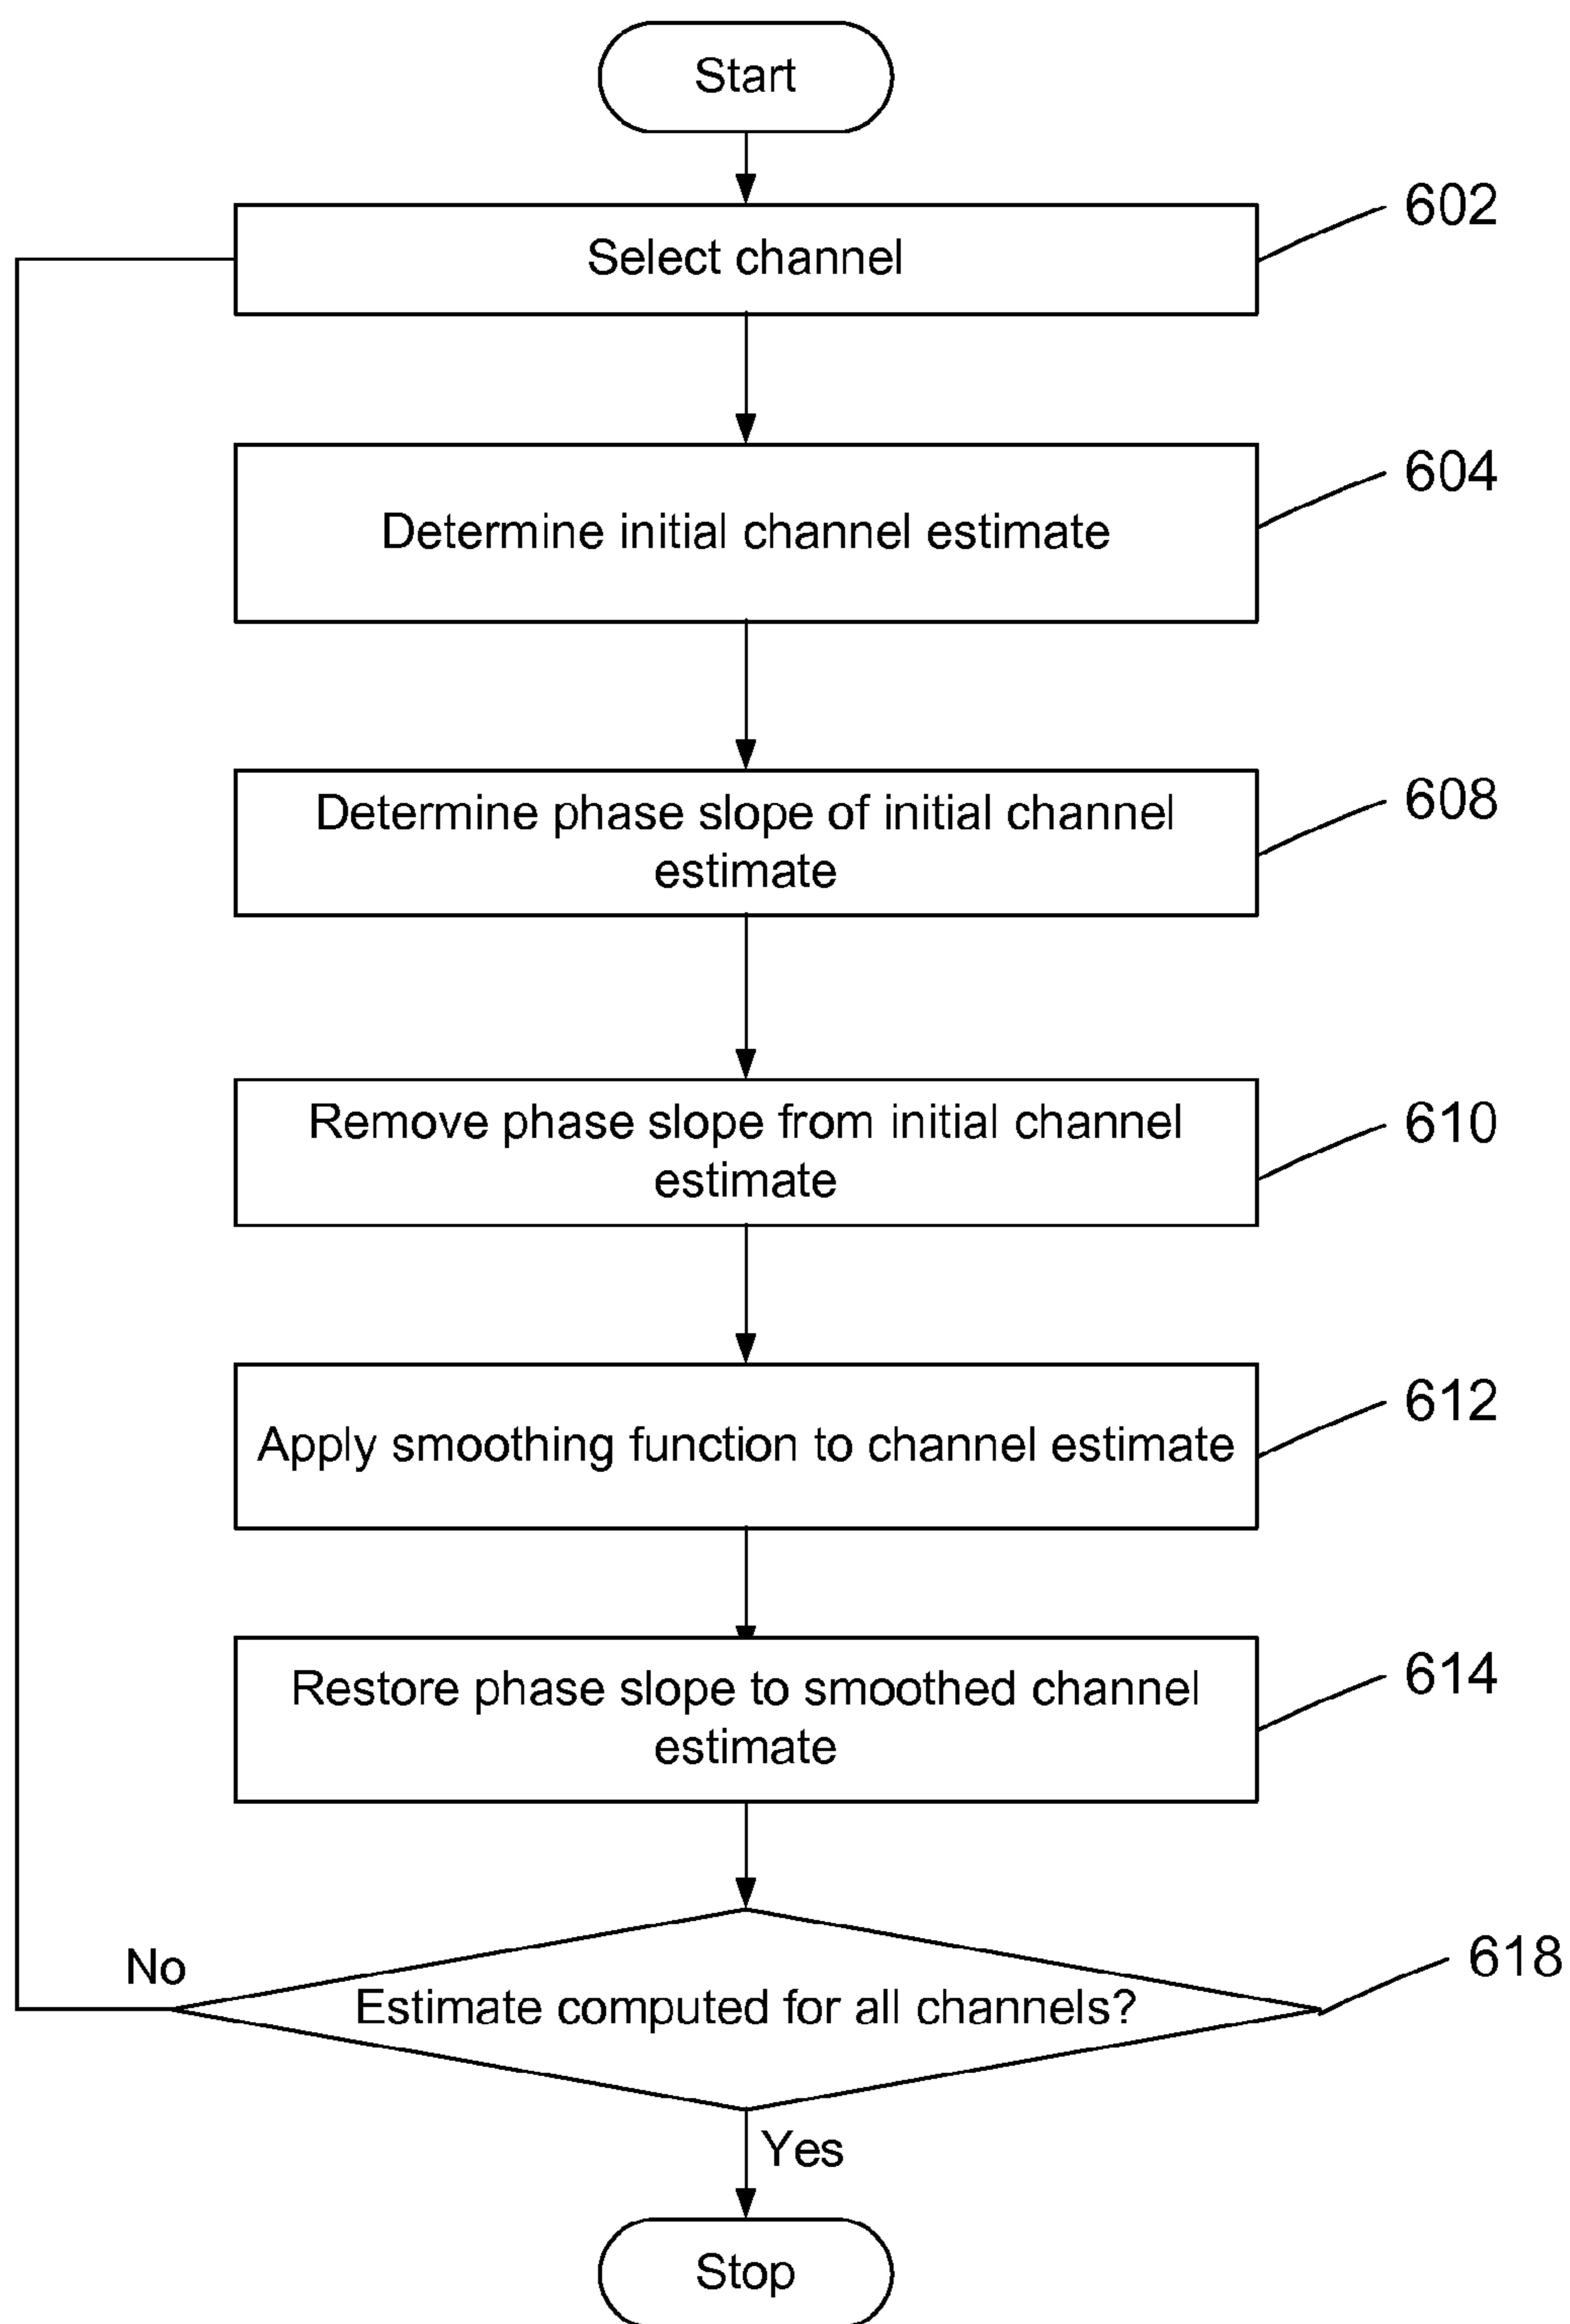 Start
602
Select channel
604
Determine initial channel estimate
608
Determine phase slope of initial channel
estimate
610
Remove phase slope from initial channel
estimate
612
Apply smoothing function to channel estimate
614
Restore phase slope to smoothed channel
estimate
618
No
Estimate computed for all channels?
Yes
Stop